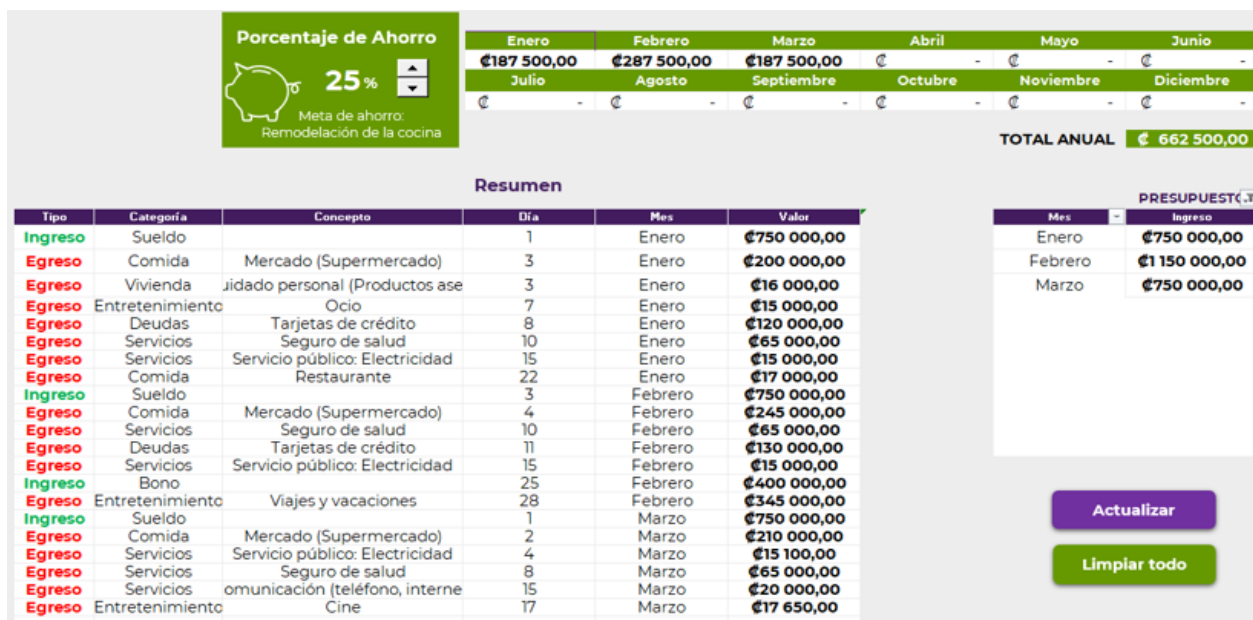 Porcentaje de Ahorro
25 %
Meta de ahorro:
Remodelación de la cocina
Enero Febrero Marzo Abril Mayo Junio
₡187 500,00 ₡287 500,00 ₡187 500,00 ₡ - ₡ - ₡ -
Julio Agosto Septiembre Octubre Noviembre Diciembre
₡ - ₡ - ₡ - ₡ - ₡ - ₡ -
TOTAL ANUAL ₡ 662 500,00
Resumen
Tipo Categoría Concepto Día Mes Valor
Ingreso Sueldo 1 Enero ₡750 000,00
Egreso Comida Mercado (Supermercado) 3 Enero ₡200 000,00
Egreso Vivienda uidado personal (Productos ase 3 Enero ₡16 000,00
Egreso Entretenimiento Ocio 7 Enero ₡15 000,00
Egreso Deudas Tarjetas de crédito 8 Enero ₡120 000,00
Egreso Servicios Seguro de salud 10 Enero ₡65 000,00
Egreso Servicios Servicio público: Electricidad 15 Enero ₡15 000,00
Egreso Comida Restaurante 22 Enero ₡17 000,00
Ingreso Sueldo 3 Febrero ₡750 000,00
Egreso Comida Mercado (Supermercado) 4 Febrero ₡245 000,00
Egreso Servicios Seguro de salud 10 Febrero ₡65 000,00
Egreso Deudas Tarjetas de crédito 11 Febrero ₡130 000,00
Egreso Servicios Servicio público: Electricidad 15 Febrero ₡15 000,00
Ingreso Bono 25 Febrero ₡400 000,00
Egreso Entretenimiento Viajes y vacaciones 28 Febrero ₡345 000,00
Ingreso Sueldo 1 Marzo ₡750 000,00
Egreso Comida Mercado (Supermercado) 2 Marzo ₡210 000,00
Egreso Servicios Servicio público: Electricidad 4 Marzo ₡15 100,00
Egreso Servicios Seguro de salud 8 Marzo ₡65 000,00
Egreso Servicios omunicación (teléfono, interne 15 Marzo ₡20 000,00
Egreso Entretenimiento Cine 17 Marzo ₡17 650,00
PRESUPUESTO
Mes Ingreso
Enero ₡750 000,00
Febrero ₡1 150 000,00
Marzo ₡750 000,00
Actualizar
Limpiar todo